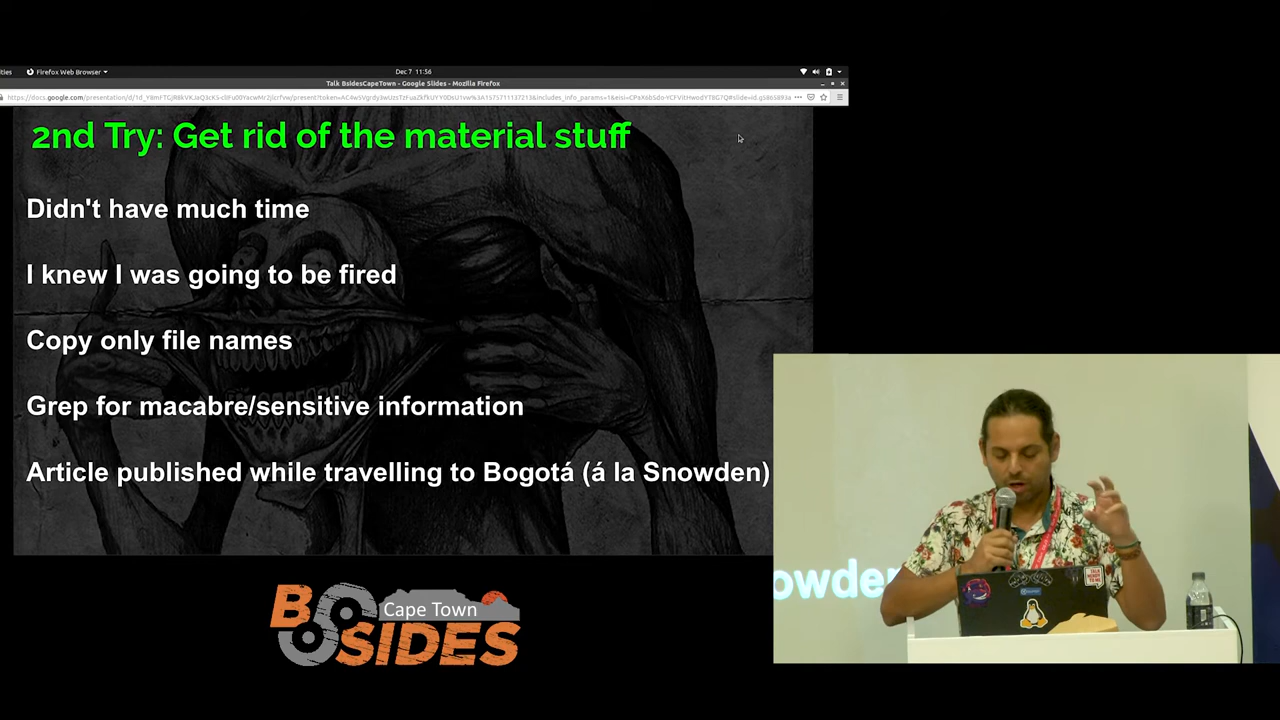 Firefox Web Browser
Dec 7 11:56
Talk BsidesCapeTown - Google Slides - Mozilla Firefox
2nd Try: Get rid of the material stuff
Didn't have much time
I knew I was going to be fired
Copy only file names
Grep for macabre/sensitive information
Article published while travelling to Bogotá (á la Snowden)
owden
BSIDES
Cape Town